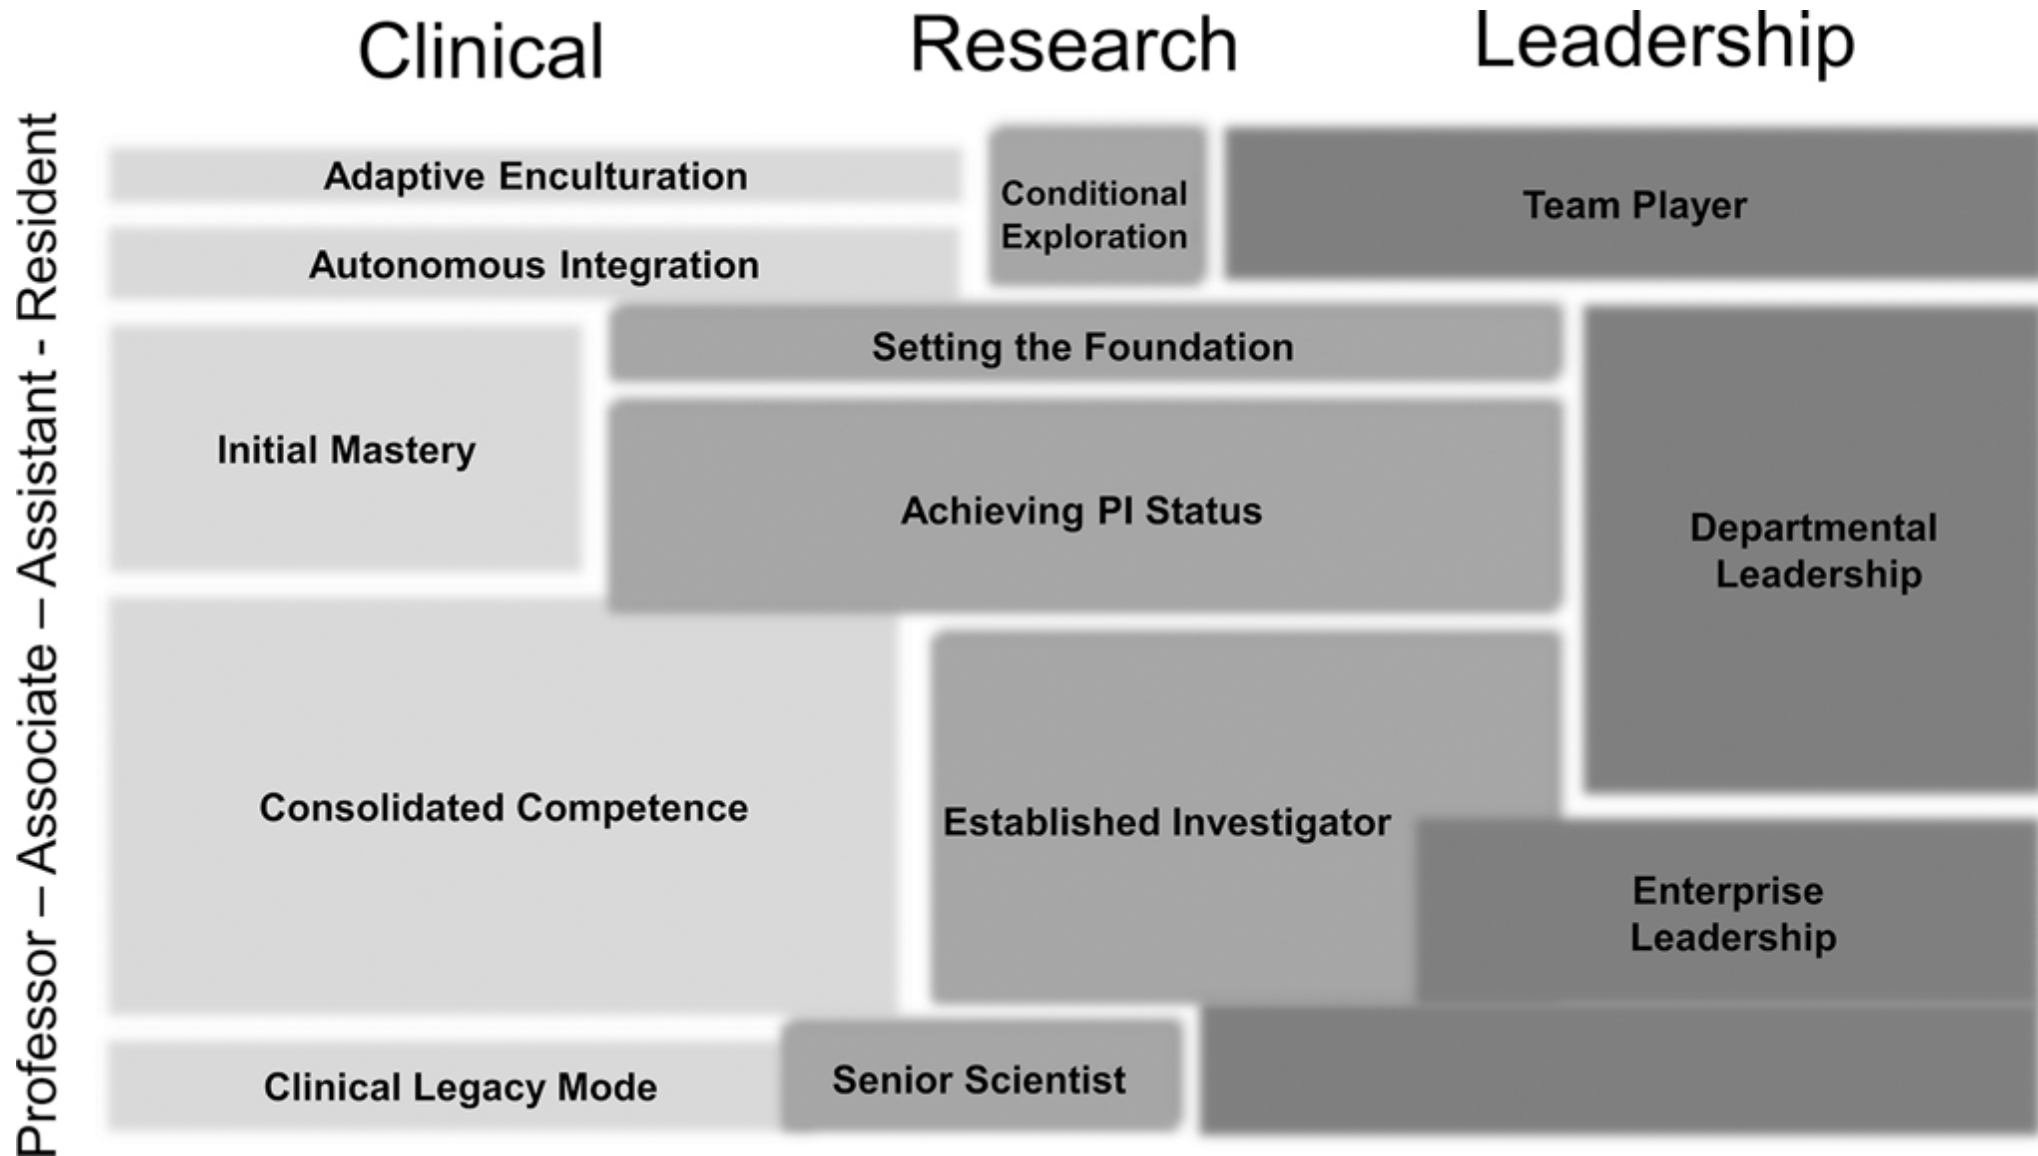 Clinical
Research
Leadership
Professor – Associate – Assistant - Resident
Adaptive Enculturation
Conditional
Exploration
Team Player
Autonomous Integration
Setting the Foundation
Initial Mastery
Achieving PI Status
Departmental
Leadership
Consolidated Competence
Established Investigator
Enterprise
Leadership
Clinical Legacy Mode
Senior Scientist